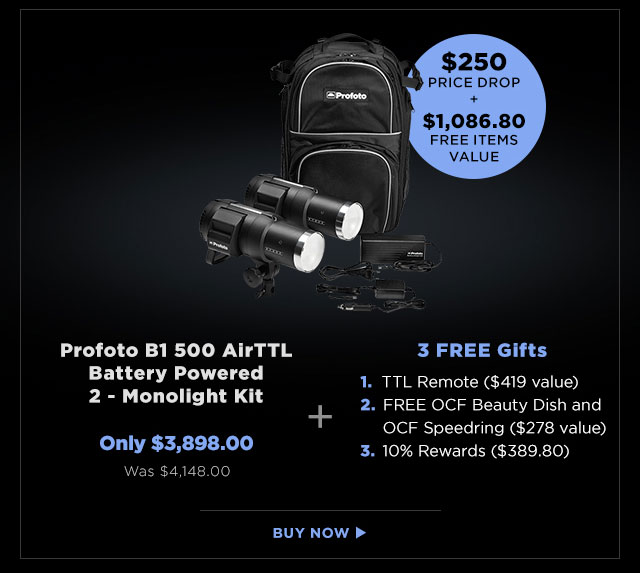 $250
PRICE DROP
+
$1,086.80
FREE ITEMS
VALUE
Profoto
Profoto
Profoto
Profoto B1 500 AirTTL
Battery Powered
2 - Monolight Kit
Only $3,898.00
Was $4,148.00
+
3 FREE Gifts
1. TTL Remote ($419 value)
2. FREE OCF Beauty Dish and
OCF Speedring ($278 value)
3. 10% Rewards ($389.80)
BUY NOW ▶